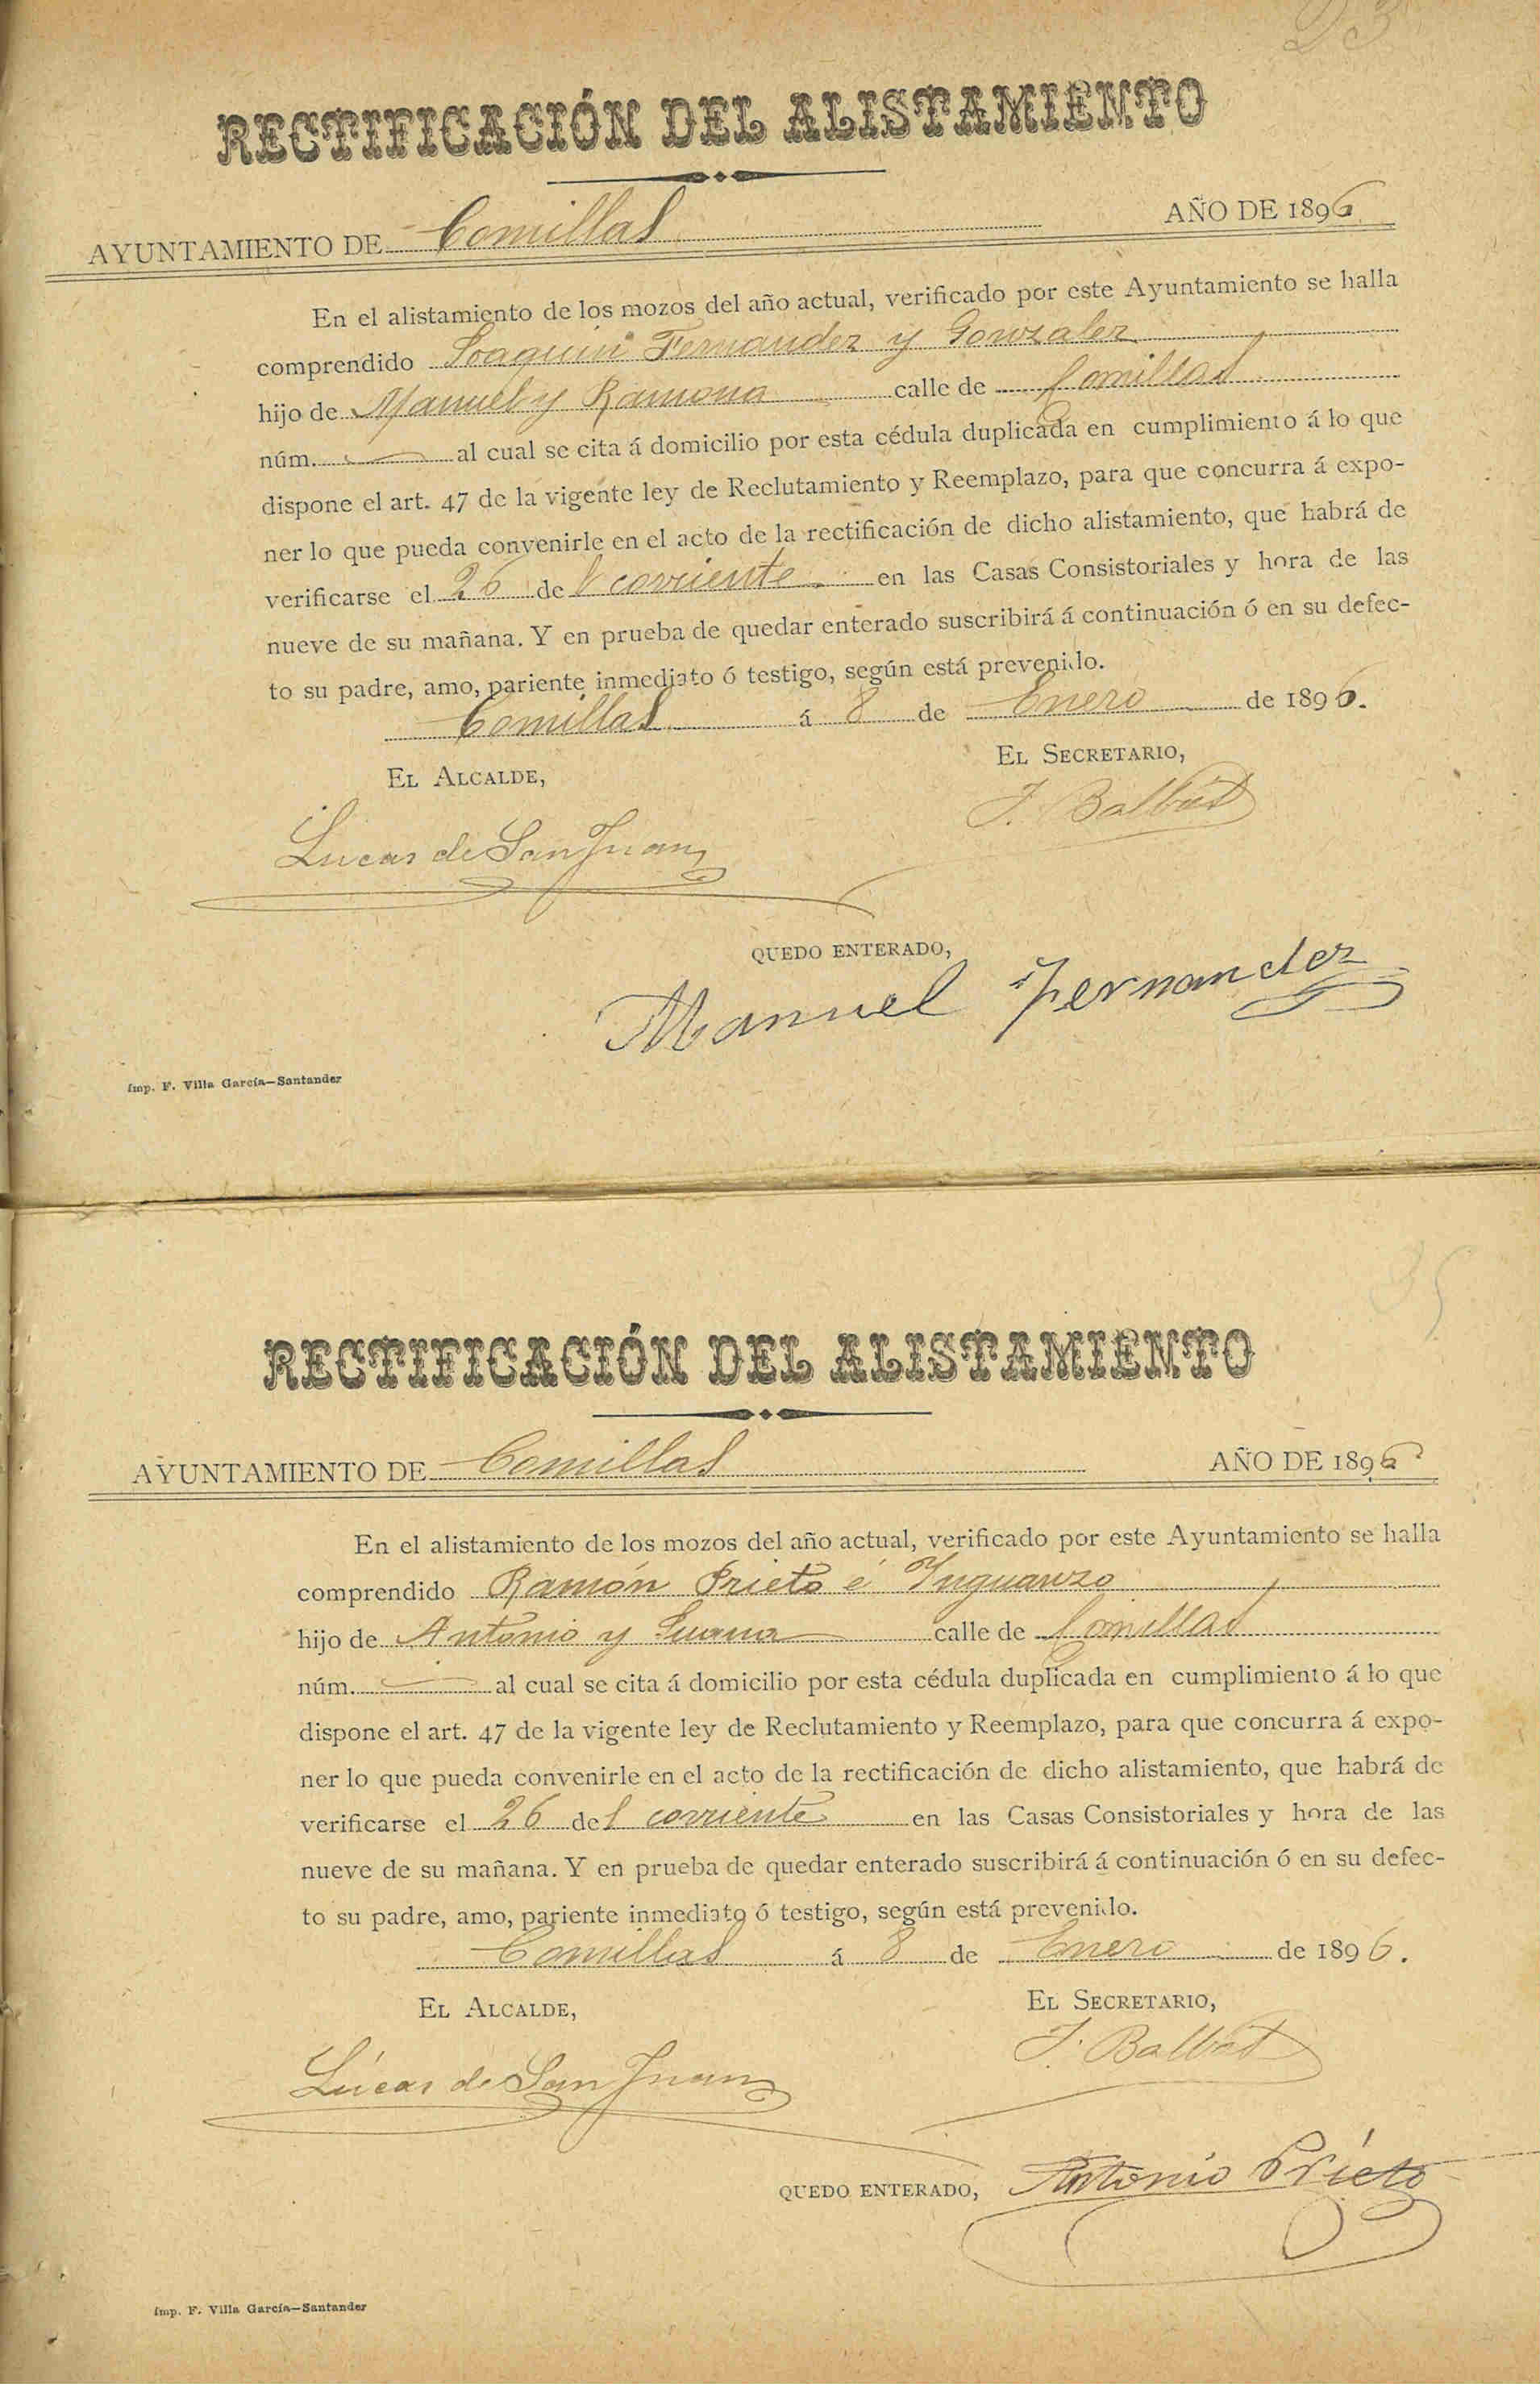 23
RECTIFICACIÓN DEL ALISTAMIENTO
AYUNTAMIENTO DE Comillas AÑO DE 1896
En el alistamiento de los mozos del año actual, verificado por este Ayuntamiento se halla
comprendido Joaquin Fernandez y Gonzalez
hijo de Manuel y Ramona calle de Comillas
núm. al cual se cita á domicilio por esta cédula duplicada en cumplimiento á lo que
dispone el art. 47 de la vigente ley de Reclutamiento y Reemplazo, para que concurra á expo-
ner lo que pueda convenirle en el acto de la rectificación de dicho alistamiento, que habrá de
verificarse el 26 del corriente en las Casas Consistoriales y hora de las
nueve de su mañana. Y en prueba de quedar enterado suscribirá á continuación ó en su defec-
to su padre, amo, pariente inmediato ó testigo, según está prevenido.
Comillas á 8 de Enero de 1896.
EL ALCALDE, EL SECRETARIO,
Lucas de San Juan J. Balbás
QUEDO ENTERADO,
Manuel Fernandez
Imp. F. Villa García—Santander
RECTIFICACIÓN DEL ALISTAMIENTO
AYUNTAMIENTO DE Comillas AÑO DE 1896
En el alistamiento de los mozos del año actual, verificado por este Ayuntamiento se halla
comprendido Ramón Prieto é Inguanzo
hijo de Antonio y Juana calle de Comillas
núm. al cual se cita á domicilio por esta cédula duplicada en cumplimiento á lo que
dispone el art. 47 de la vigente ley de Reclutamiento y Reemplazo, para que concurra á expo-
ner lo que pueda convenirle en el acto de la rectificación de dicho alistamiento, que habrá de
verificarse el 26 del corriente en las Casas Consistoriales y hora de las
nueve de su mañana. Y en prueba de quedar enterado suscribirá á continuación ó en su defec-
to su padre, amo, pariente inmediato ó testigo, según está prevenido.
Comillas á 8 de Enero de 1896.
EL ALCALDE, EL SECRETARIO,
Lúcas de San Juan J. Balbás
QUEDO ENTERADO, Antonio Prieto
Imp. F. Villa García—Santander